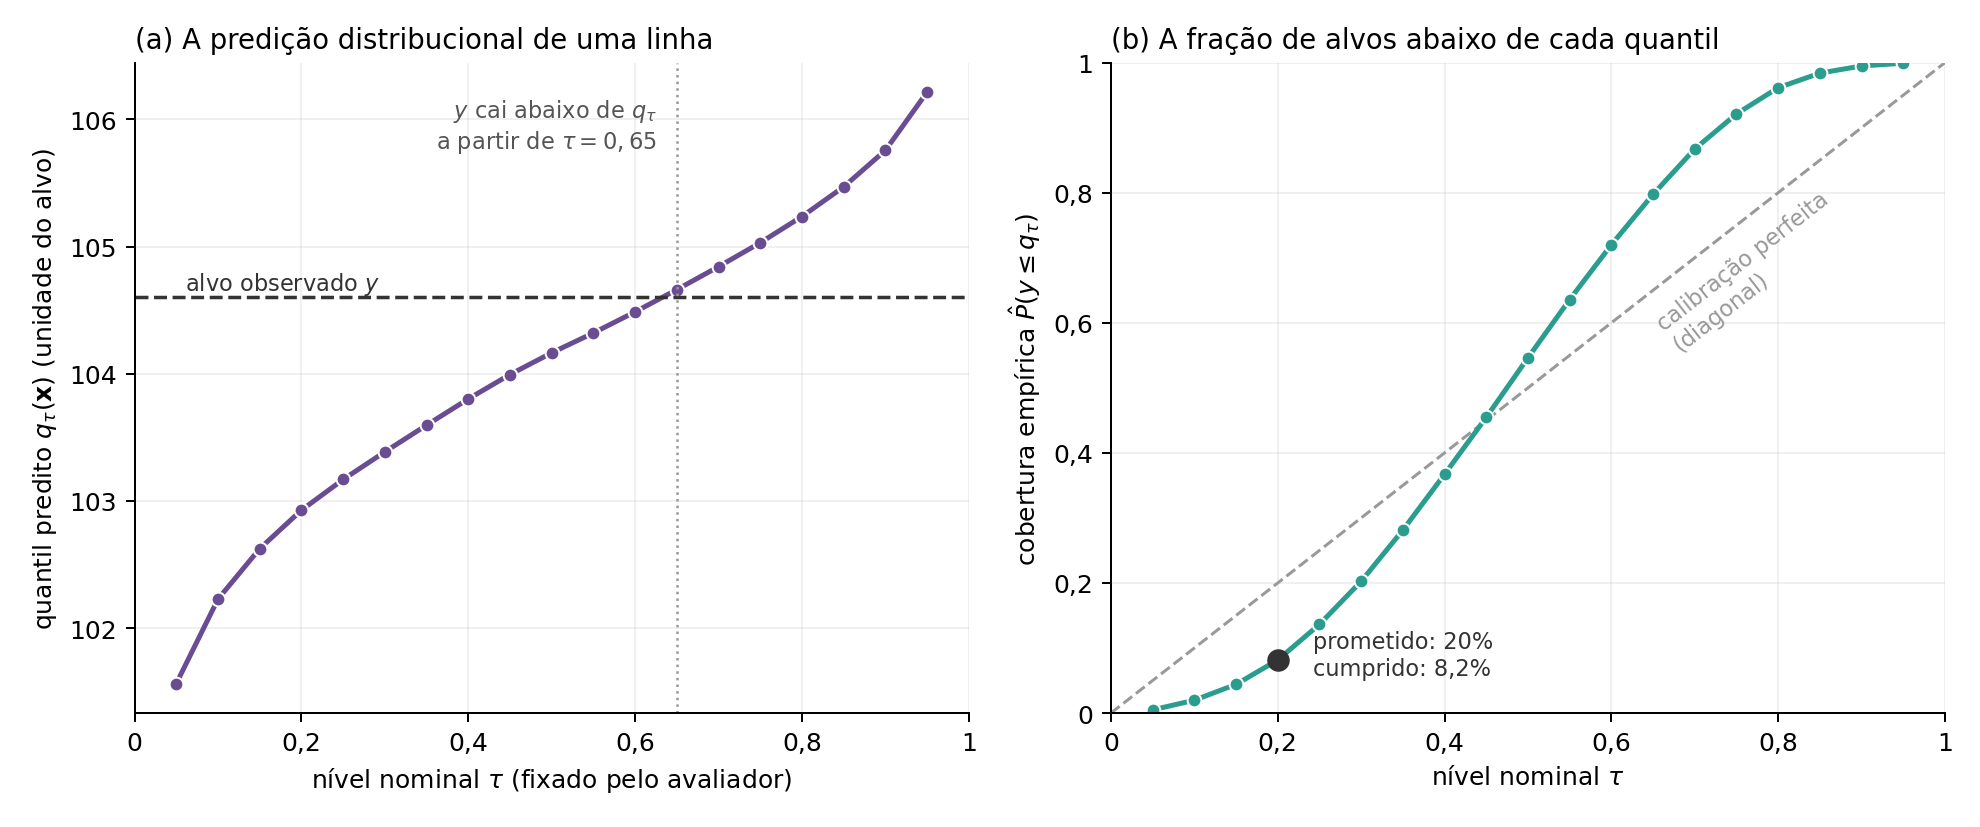 (a) A predição distribucional de uma linha
quantil predito qτ(x) (unidade do alvo)
106
105
104
103
102
y cai abaixo de qτ
a partir de τ = 0, 65
alvo observado y
0
0,2
0,4
0,6
0,8
1
nível nominal τ (fixado pelo avaliador)
(b) A fração de alvos abaixo de cada quantil
cobertura empírica P̂(y ≤ qτ)
1
0,8
0,6
0,4
0,2
0
calibração perfeita
(diagonal)
prometido: 20%
cumprido: 8,2%
0
0,2
0,4
0,6
0,8
1
nível nominal τ